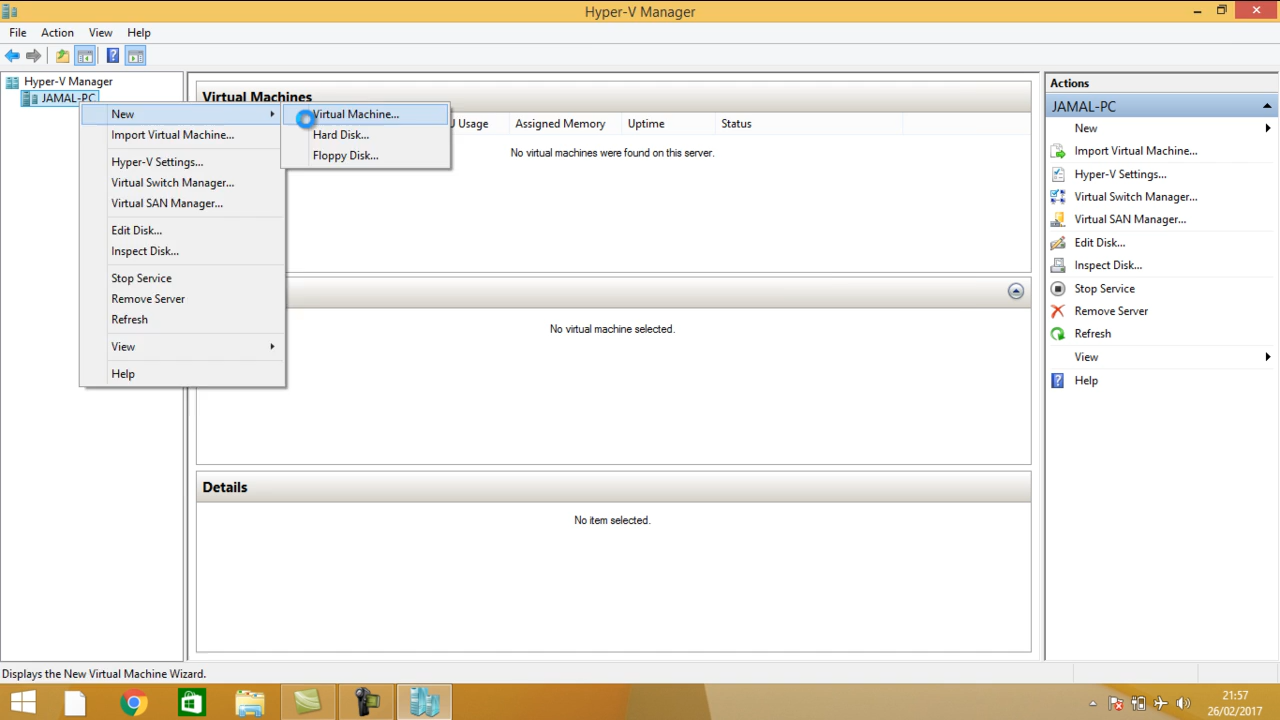 Hyper-V Manager
File Action View Help
Hyper-V Manager
JAMAL-PC
New
Import Virtual Machine...
Hyper-V Settings...
Virtual Switch Manager...
Virtual SAN Manager...
Edit Disk...
Inspect Disk...
Stop Service
Remove Server
Refresh
View
Help
Virtual Machine...
Hard Disk...
Floppy Disk...
Virtual Machines
Usage Assigned Memory Uptime Status
No virtual machines were found on this server.
No virtual machine selected.
Details
No item selected.
Actions
JAMAL-PC
New
Import Virtual Machine...
Hyper-V Settings...
Virtual Switch Manager...
Virtual SAN Manager...
Edit Disk...
Inspect Disk...
Stop Service
Remove Server
Refresh
View
Help
Displays the New Virtual Machine Wizard.
21:57
26/02/2017